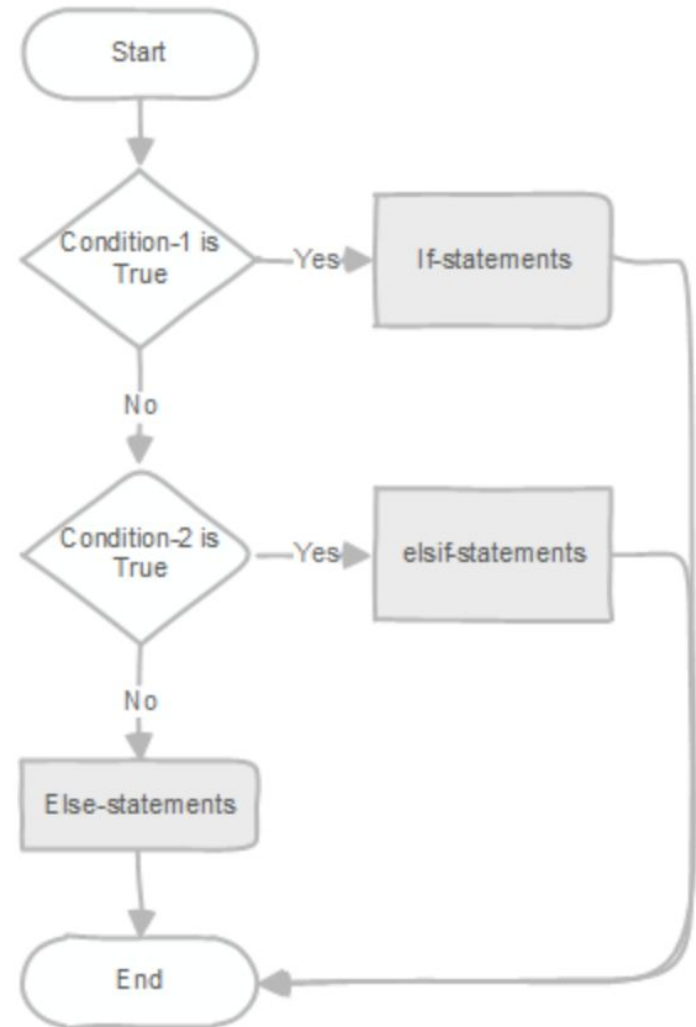 Start
Condition-1 is
True
Yes
If-statements
No
Condition-2 is
True
Yes
elsif-statements
No
Else-statements
End